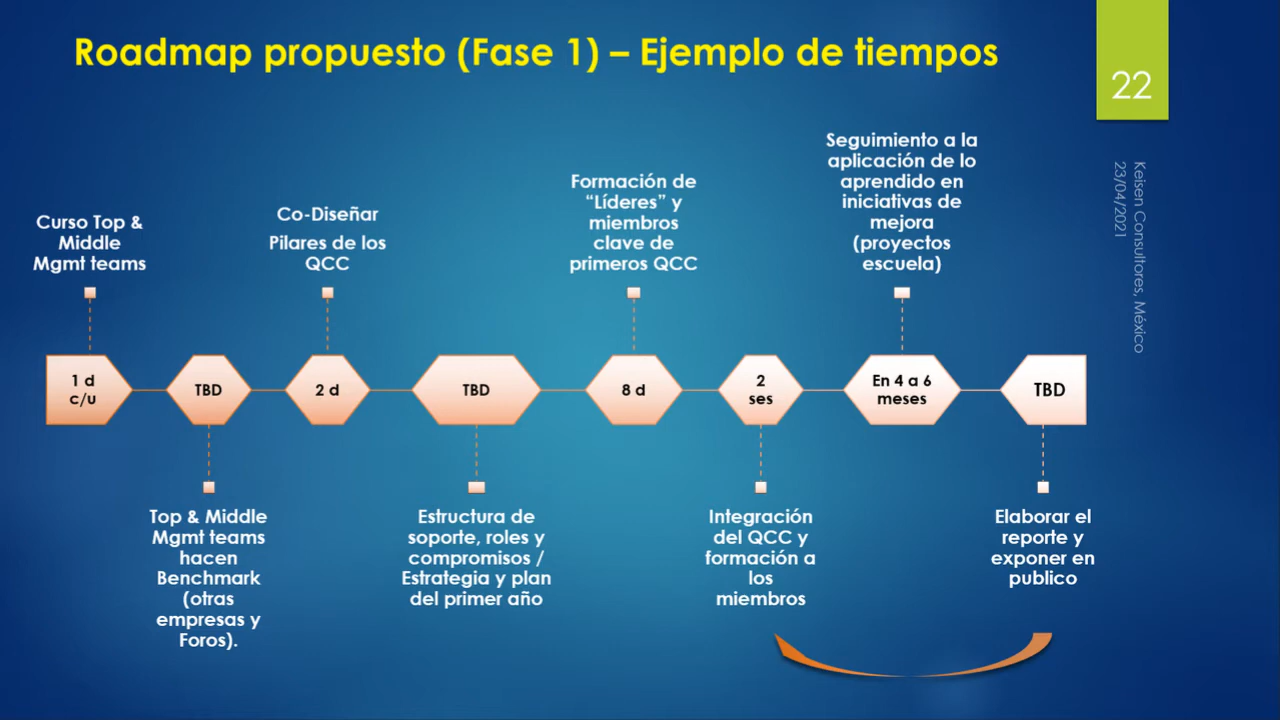 Roadmap propuesto (Fase 1) – Ejemplo de tiempos
22
Keisen Consultores, México
23/04/2021
Curso Top &
Middle
Mgmt teams
Co-Diseñar
Pilares de los
QCC
Formación de
“Líderes” y
miembros
clave de
primeros QCC
Seguimiento a la
aplicación de lo
aprendido en
iniciativas de
mejora
(proyectos
escuela)
1 d
c/u
TBD
2 d
TBD
8 d
2
ses
En 4 a 6
meses
TBD
Top & Middle
Mgmt teams
hacen
Benchmark
(otras
empresas y
Foros).
Estructura de
soporte, roles y
compromisos /
Estrategia y plan
del primer año
Integración
del QCC y
formación a
los
miembros
Elaborar el
reporte y
exponer en
publico